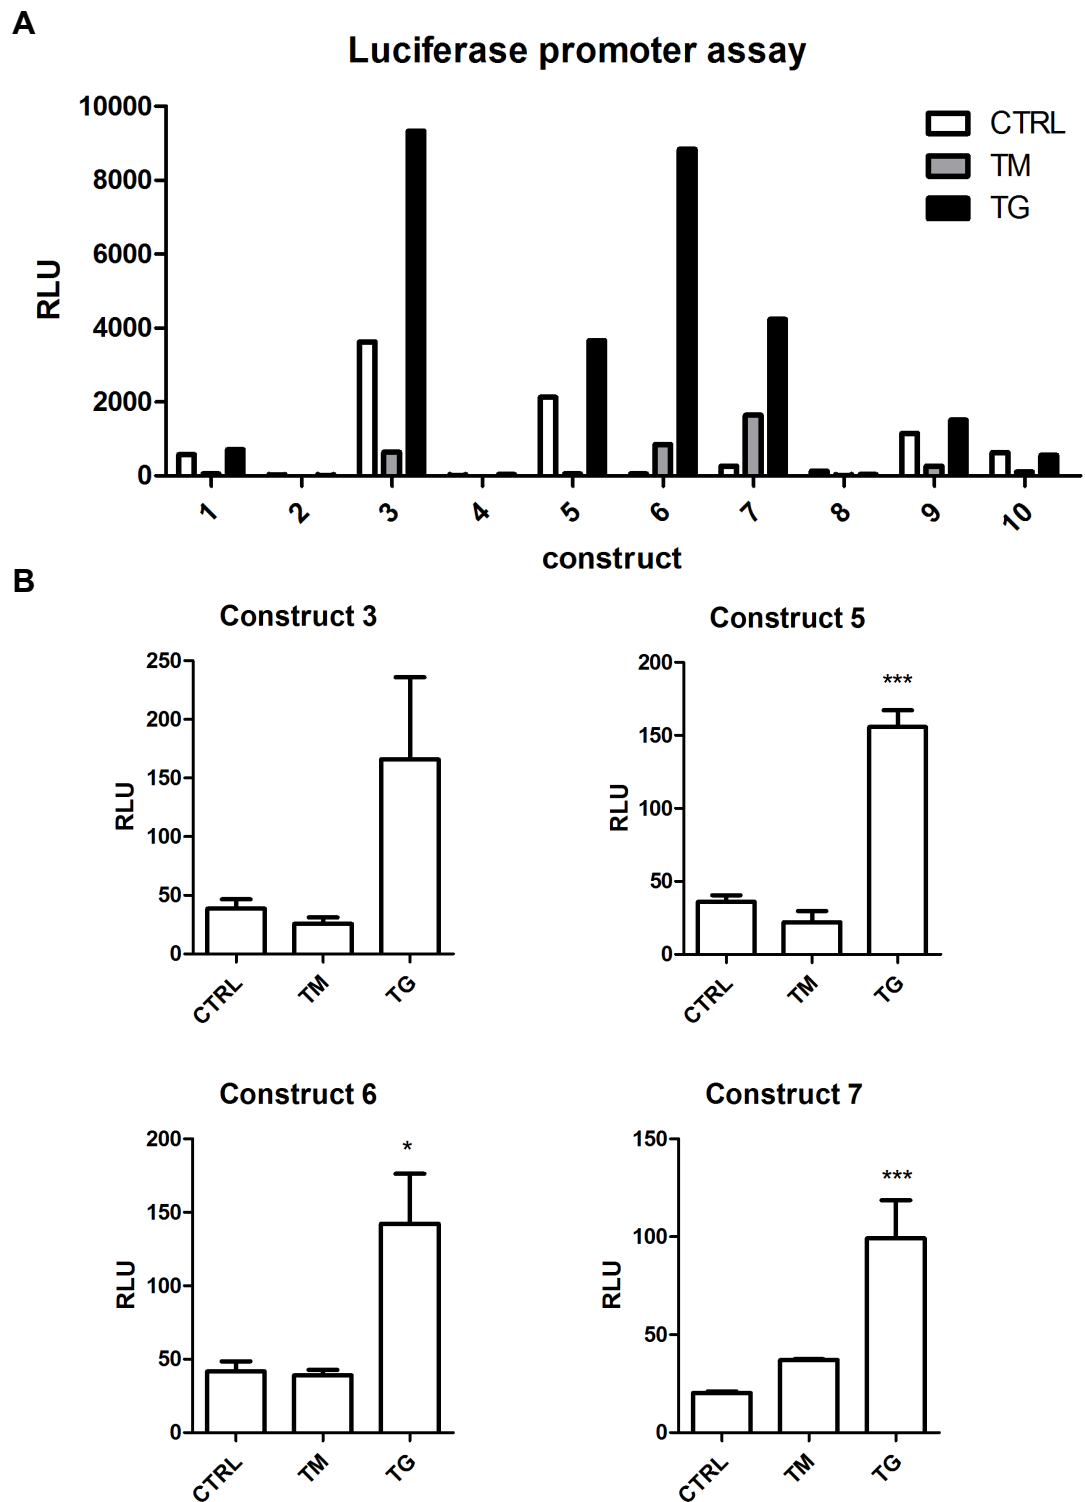 A
Luciferase promoter assay
10000
8000
6000
4000
2000
0
RLU
CTRL
TM
TG
1 2 3 4 5 6 7 8 9 10
construct
B
Construct 3
250
200
150
100
50
0
RLU
CTRL TM TG
Construct 5
200
150
100
50
0
RLU
***
CTRL TM TG
Construct 6
200
150
100
50
0
RLU
*
CTRL TM TG
Construct 7
150
100
50
0
RLU
***
CTRL TM TG